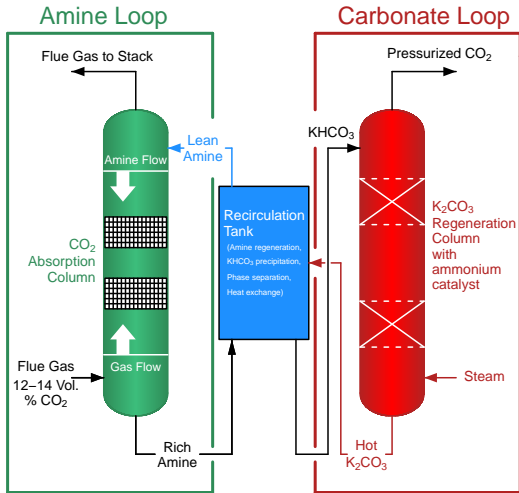 Amine Loop
Carbonate Loop
Flue Gas to Stack
Pressurized CO₂
KHCO₃
Lean
Amine
Amine Flow
Recirculation
Tank
(Amine regeneration,
KHCO₃ precipitation,
Phase separation,
Heat exchange)
K₂CO₃
Regeneration
Column
with
ammonium
catalyst
CO₂
Absorption
Column
Flue Gas
12–14 Vol.
% CO₂
Gas Flow
Steam
Rich
Amine
Hot
K₂CO₃